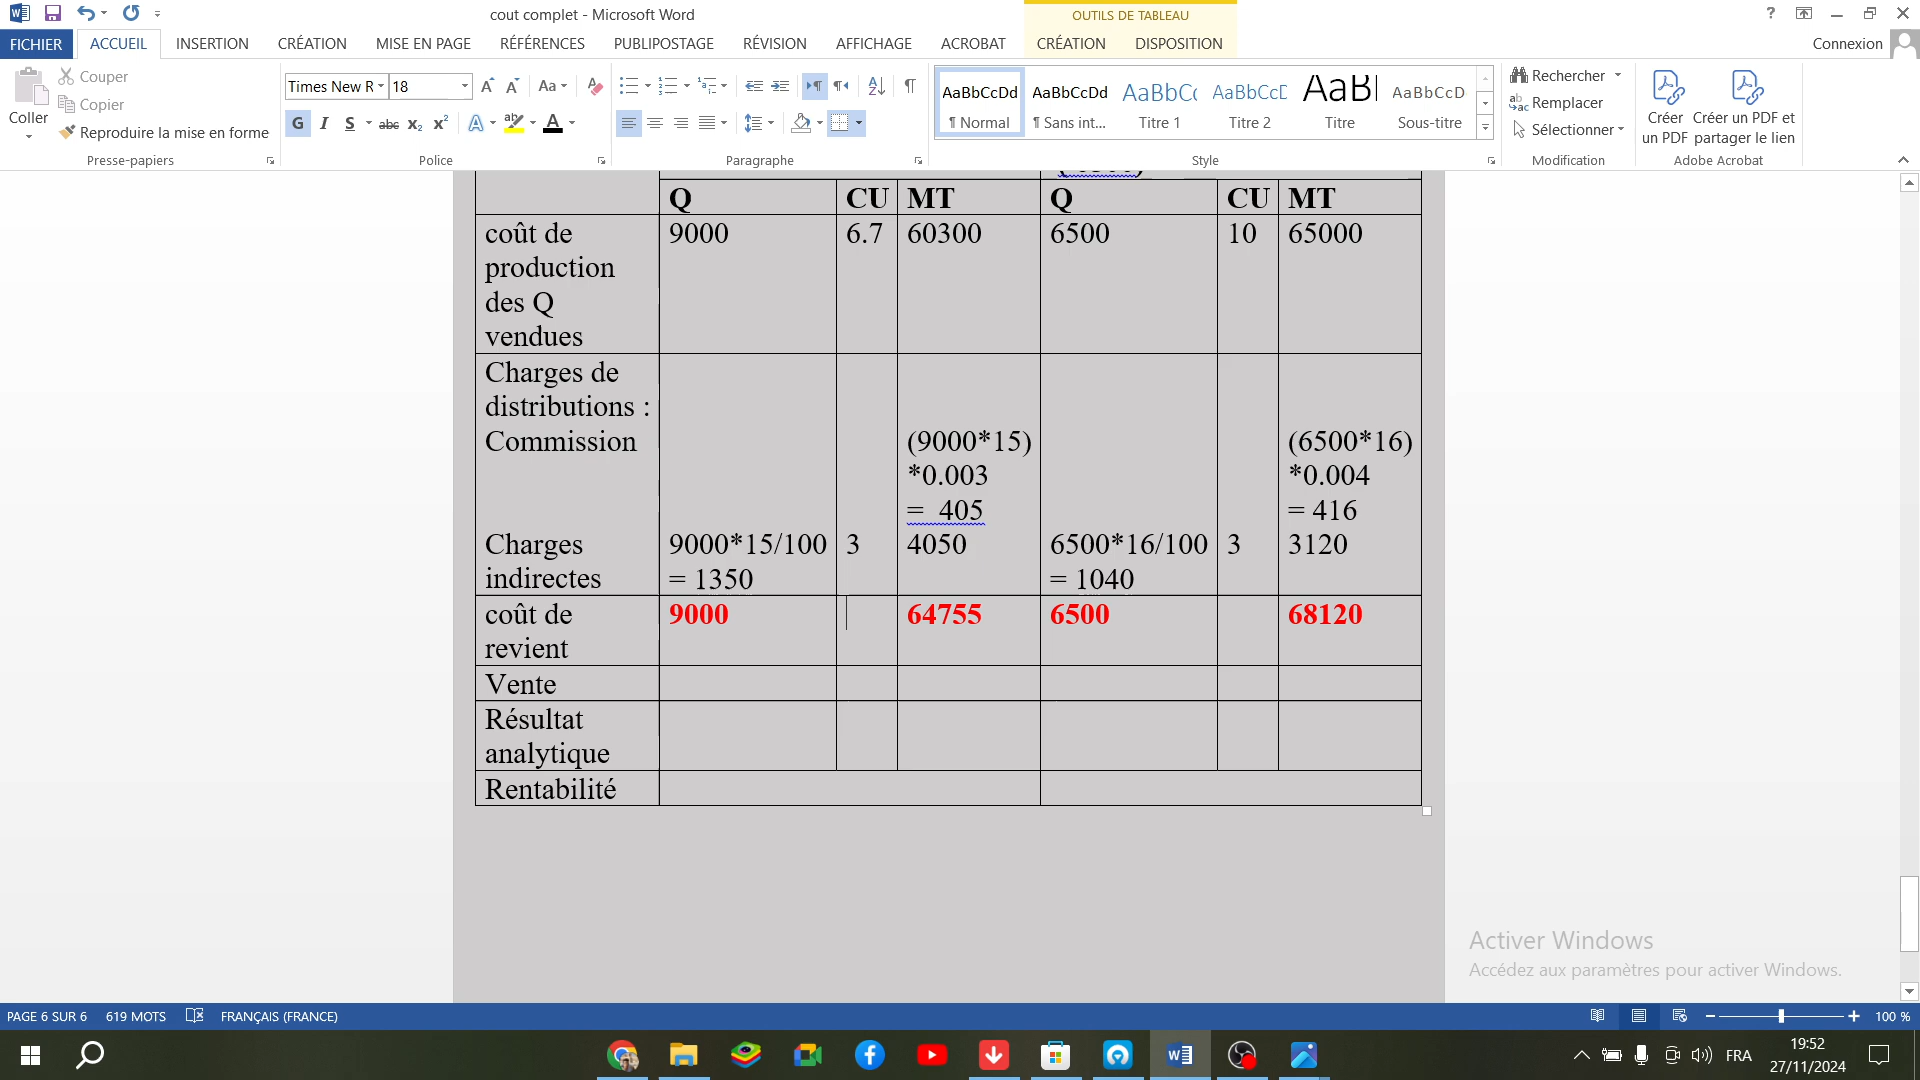 cout complet - Microsoft Word
OUTILS DE TABLEAU
?
FICHIER ACCUEIL INSERTION CRÉATION MISE EN PAGE RÉFÉRENCES PUBLIPOSTAGE RÉVISION AFFICHAGE ACROBAT CRÉATION DISPOSITION Connexion
Coller
Couper
Copier
Reproduire la mise en forme
Presse-papiers
Times New R 18
Aa
G I S abc X₂ X² A ab A
Police
Paragraphe
AaBbCcDd AaBbCcDd AaBbC( AaBbCcE AaBl AaBbCcD
¶ Normal ¶ Sans int... Titre 1 Titre 2 Titre Sous-titre
Style
Rechercher
Remplacer
Sélectionner
Modification
Créer un PDF
Créer un PDF et partager le lien
Adobe Acrobat
Q CU MT Q CU MT
coût de production des Q vendues 9000 6.7 60300 6500 10 65000
Charges de
distributions :
Commission (9000*15) (6500*16)
*0.003 *0.004
= 405 = 416
Charges 9000*15/100 3 4050 6500*16/100 3 3120
indirectes = 1350 = 1040
coût de 9000 64755 6500 68120
revient
Vente
Résultat
analytique
Rentabilité
Activer Windows
Accédez aux paramètres pour activer Windows.
PAGE 6 SUR 6 619 MOTS FRANÇAIS (FRANCE) 100 %
FRA
19:52
27/11/2024